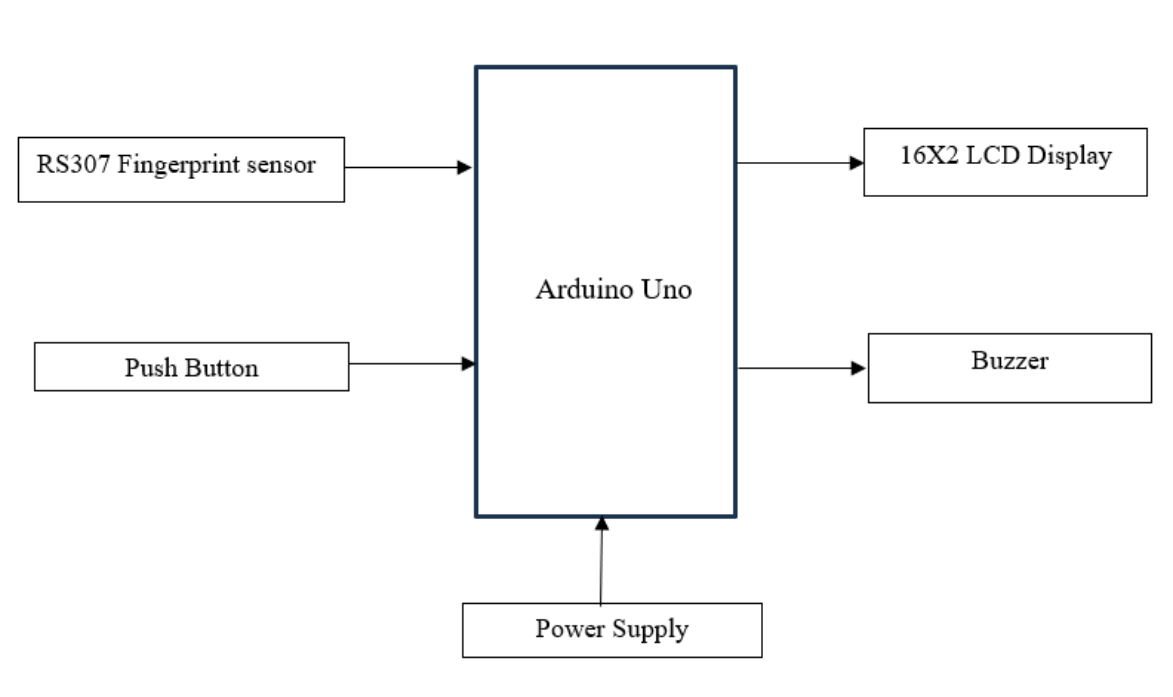 RS307 Fingerprint sensor
16X2 LCD Display
Arduino Uno
Push Button
Buzzer
Power Supply